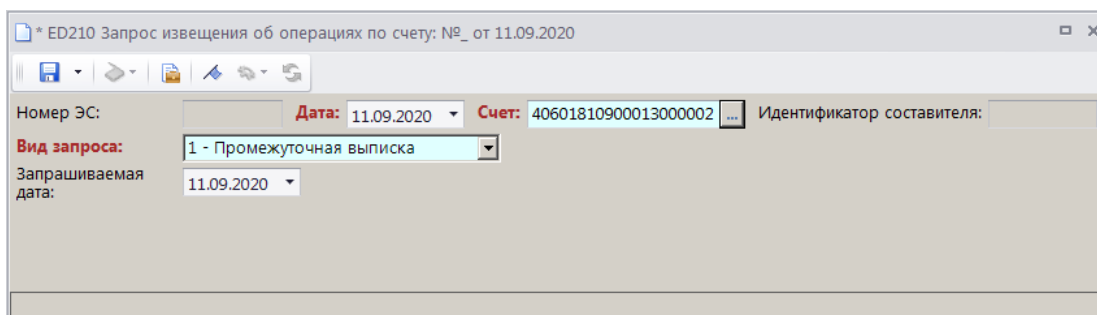 * ED210 Запрос извещения об операциях по счету: №_ от 11.09.2020
Номер ЭС: Дата: 11.09.2020 Счет: 40601810900013000002 ... Идентификатор составителя:
Вид запроса: 1 - Промежуточная выписка
Запрашиваемая
дата: 11.09.2020